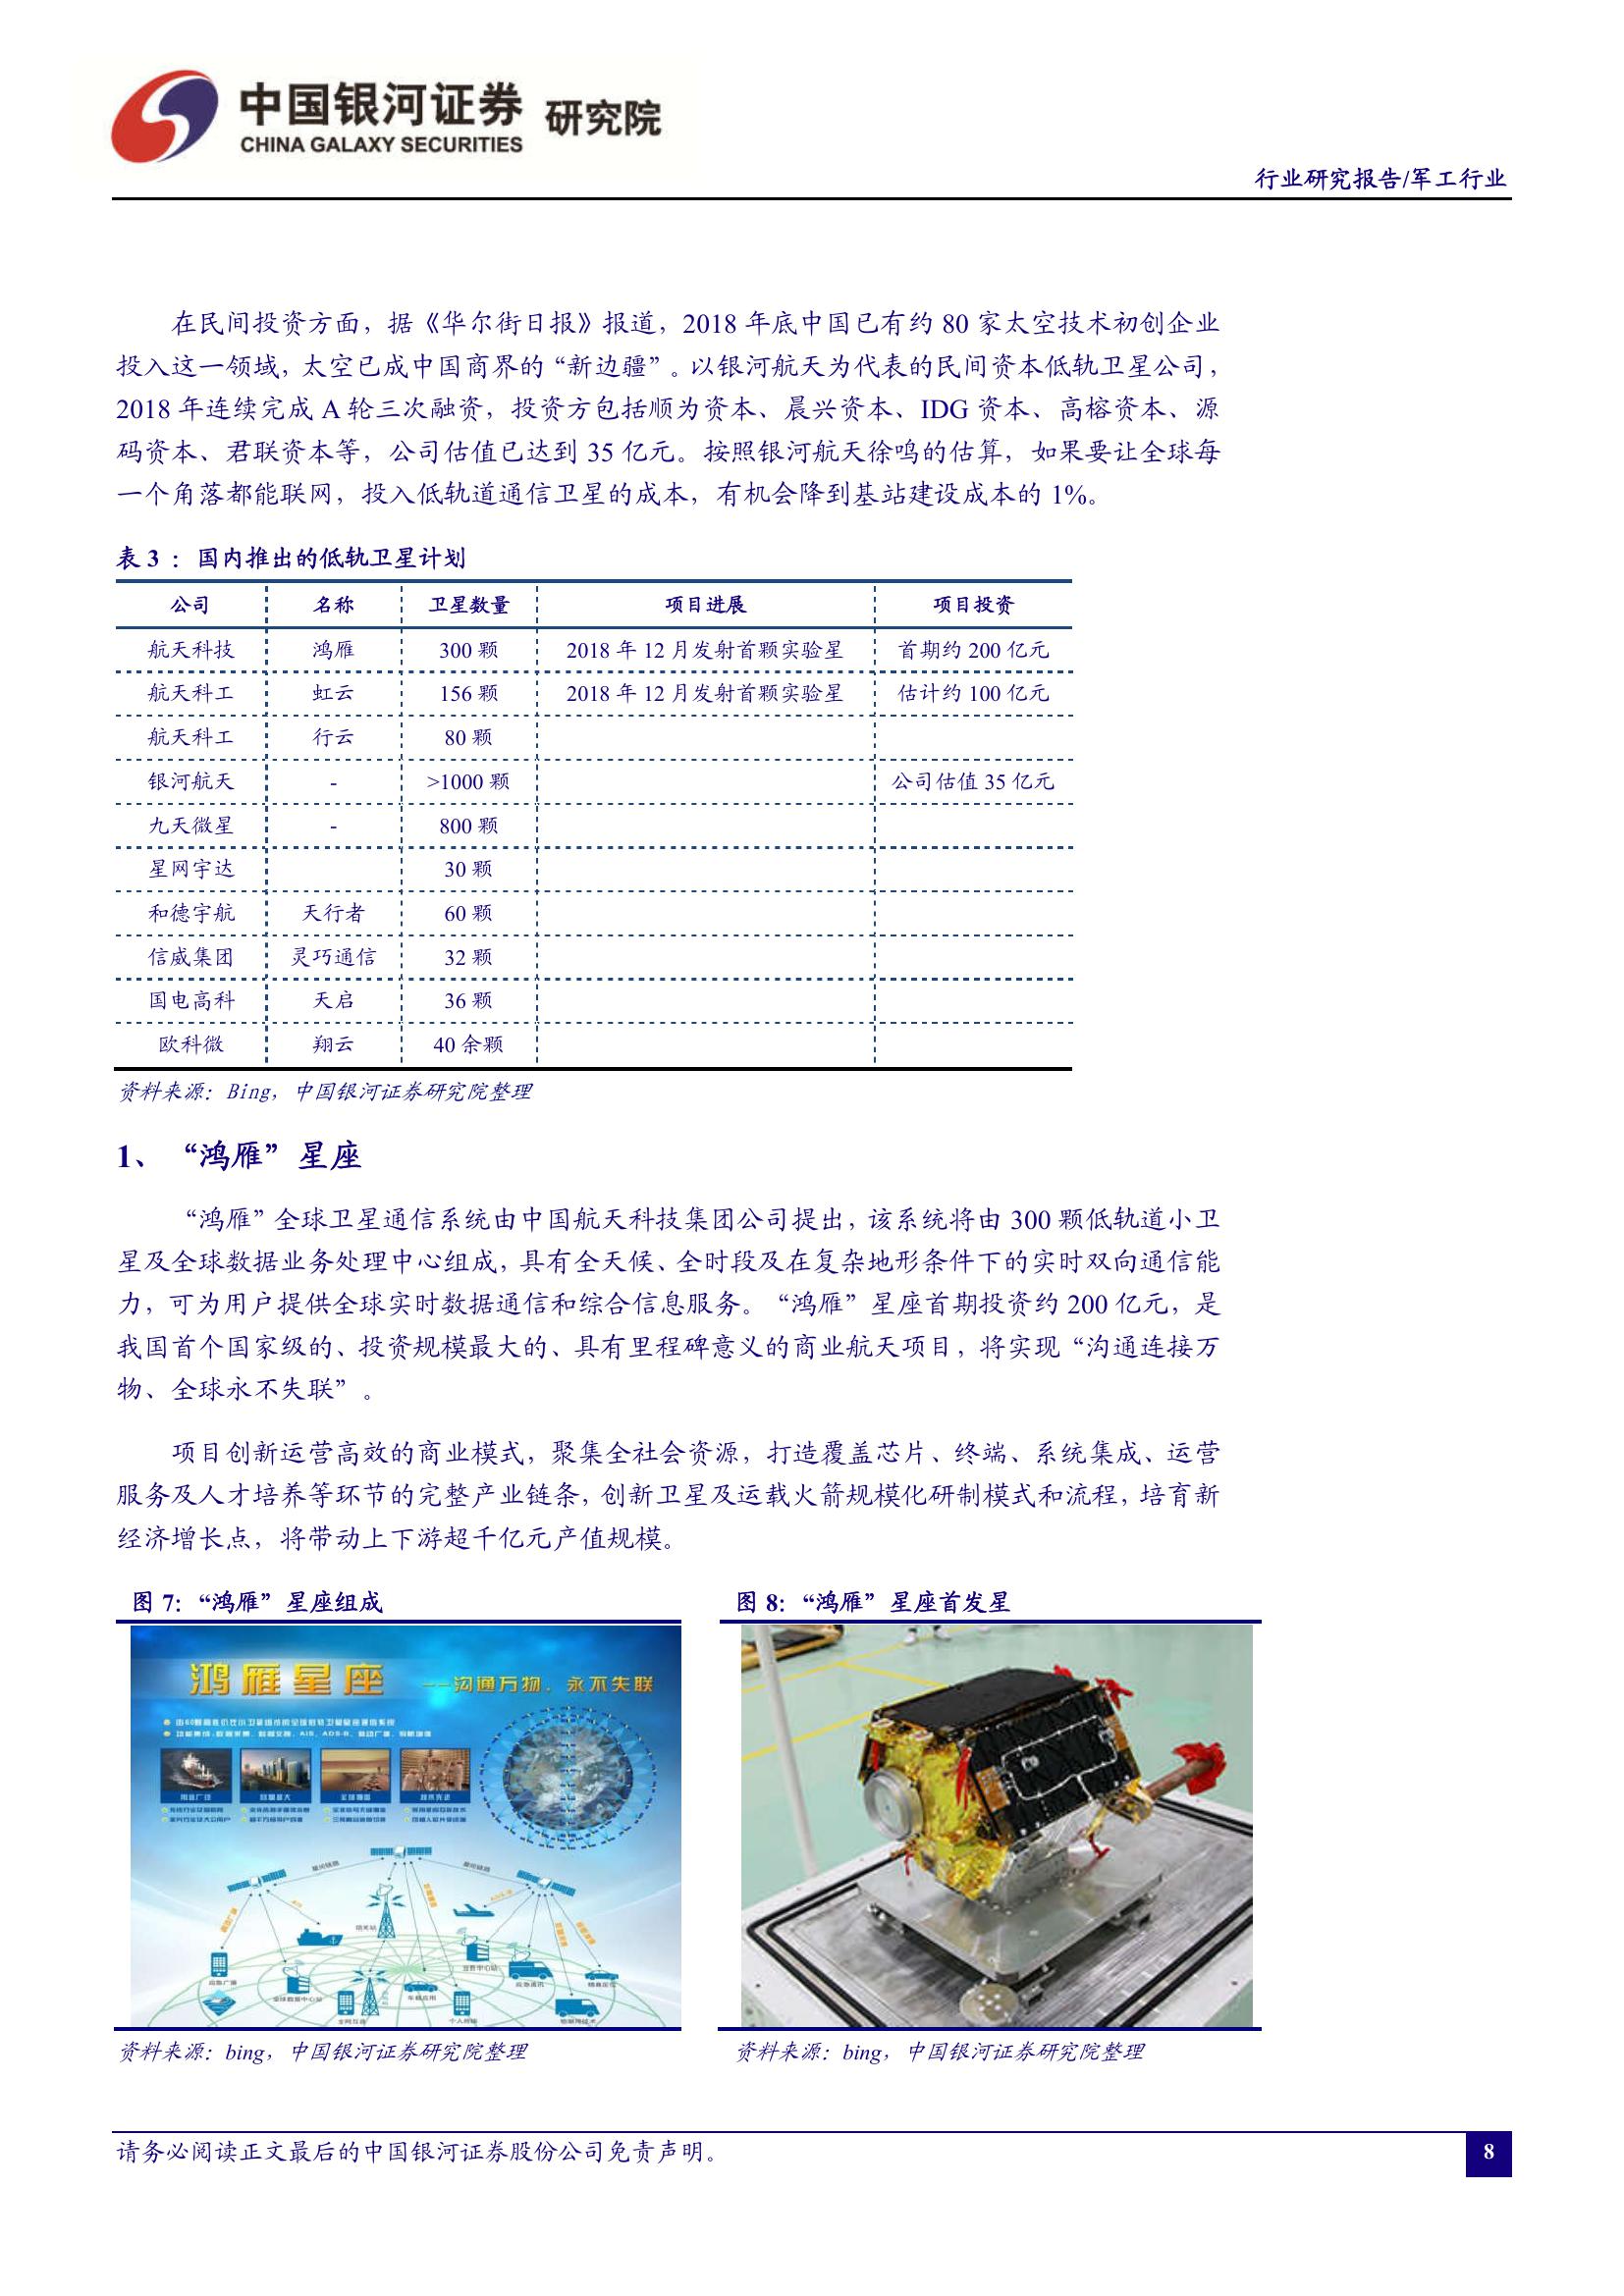 中国银河证券 研究院
CHINA GALAXY SECURITIES
行业研究报告/军工行业
在民间投资方面，据《华尔街日报》报道，2018 年底中国已有约 80 家太空技术初创企业
投入这一领域，太空已成中国商界的“新边疆”。以银河航天为代表的民间资本低轨卫星公司，
2018 年连续完成 A 轮三次融资，投资方包括顺为资本、晨兴资本、IDG 资本、高榕资本、源
码资本、君联资本等，公司估值已达到 35 亿元。按照银河航天徐鸣的估算，如果要让全球每
一个角落都能联网，投入低轨道通信卫星的成本，有机会降到基站建设成本的 1%。
表 3 ：国内推出的低轨卫星计划
公司 名称 卫星数量 项目进展 项目投资
航天科技 鸿雁 300 颗 2018 年 12 月发射首颗实验星 首期约 200 亿元
航天科工 虹云 156 颗 2018 年 12 月发射首颗实验星 估计约 100 亿元
航天科工 行云 80 颗
银河航天 - >1000 颗 公司估值 35 亿元
九天微星 - 800 颗
星网宇达 30 颗
和德宇航 天行者 60 颗
信威集团 灵巧通信 32 颗
国电高科 天启 36 颗
欧科微 翔云 40 余颗
资料来源：Bing，中国银河证券研究院整理
1、“鸿雁”星座
“鸿雁”全球卫星通信系统由中国航天科技集团公司提出，该系统将由 300 颗低轨道小卫
星及全球数据业务处理中心组成，具有全天候、全时段及在复杂地形条件下的实时双向通信能
力，可为用户提供全球实时数据通信和综合信息服务。“鸿雁”星座首期投资约 200 亿元，是
我国首个国家级的、投资规模最大的、具有里程碑意义的商业航天项目，将实现“沟通连接万
物、全球永不失联”。
项目创新运营高效的商业模式，聚集全社会资源，打造覆盖芯片、终端、系统集成、运营
服务及人才培养等环节的完整产业链条，创新卫星及运载火箭规模化研制模式和流程，培育新
经济增长点，将带动上下游超千亿元产值规模。
图 7：“鸿雁”星座组成
图 8：“鸿雁”星座首发星
鸿雁星座 ——沟通万物、永不失联
资料来源：bing，中国银河证券研究院整理
资料来源：bing，中国银河证券研究院整理
请务必阅读正文最后的中国银河证券股份公司免责声明。
8